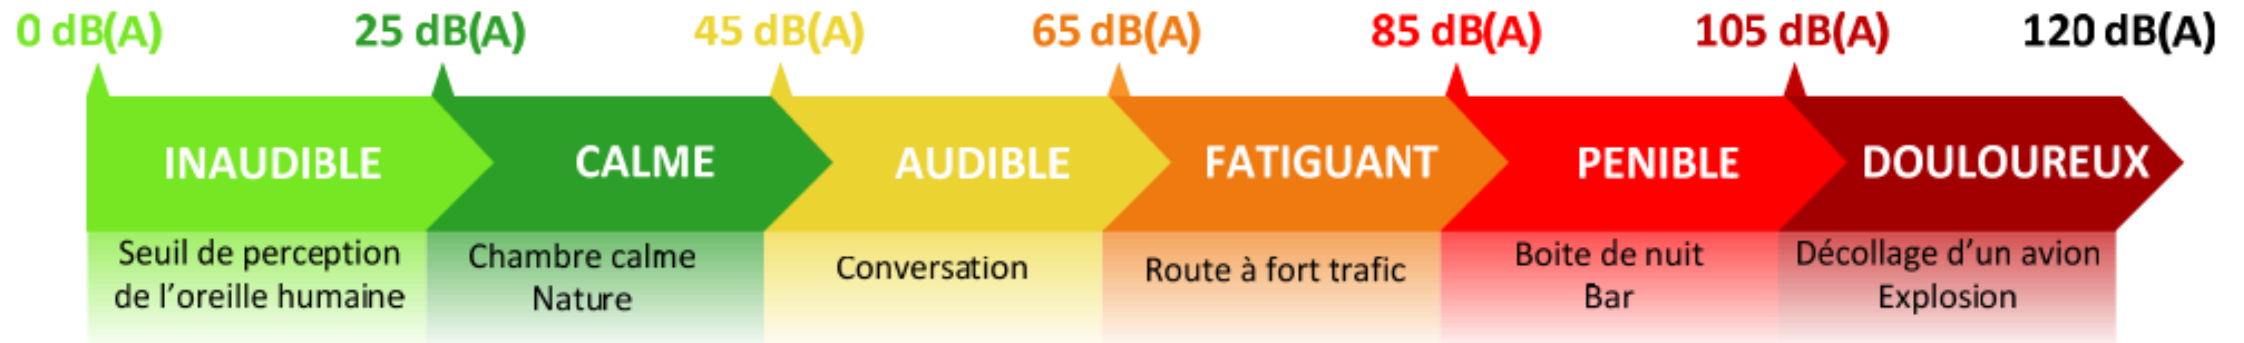 0 dB(A) 25 dB(A) 45 dB(A) 65 dB(A) 85 dB(A) 105 dB(A) 120 dB(A)
INAUDIBLE CALME AUDIBLE FATIGUANT PENIBLE DOULOUREUX
Seuil de perception
de l'oreille humaine
Chambre calme
Nature
Conversation
Route à fort trafic
Boite de nuit
Bar
Décollage d'un avion
Explosion